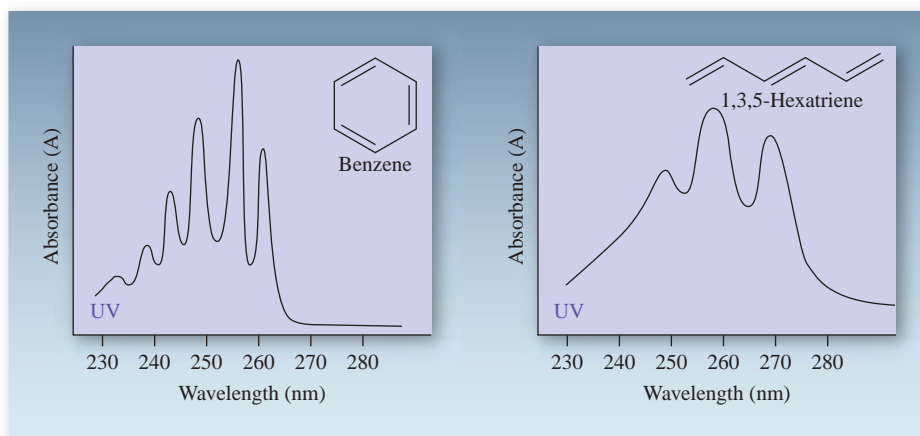 Absorbance (A)
Benzene
UV
230 240 250 260 270 280
Wavelength (nm)
Absorbance (A)
1,3,5-Hexatriene
UV
230 240 250 260 270 280
Wavelength (nm)